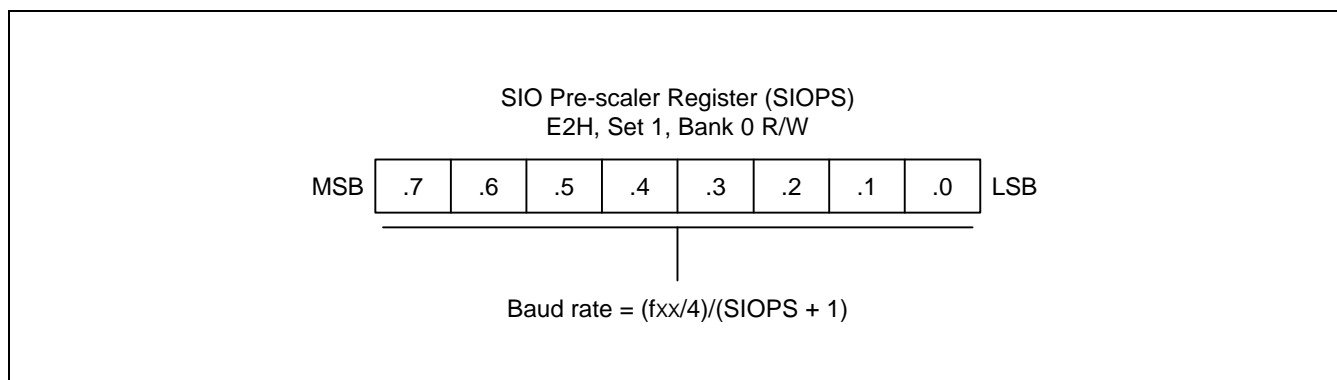 SIO Pre-scaler Register (SIOPS)
E2H, Set 1, Bank 0 R/W
MSB .7 .6 .5 .4 .3 .2 .1 .0 LSB
Baud rate = (fxx/4)/(SIOPS + 1)